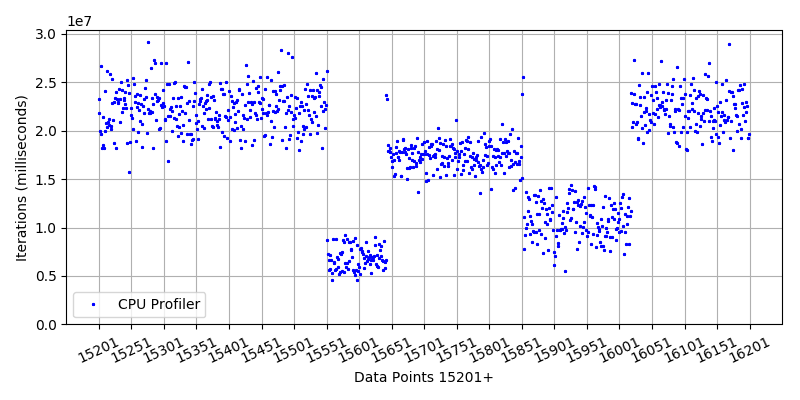 1e7
3.0
2.5
2.0
1.5
1.0
0.5
0.0
Iterations (milliseconds)
CPU Profiler
15201 15251 15301 15351 15401 15451 15501 15551 15601 15651 15701 15751 15801 15851 15901 15951 16001 16051 16101 16151 16201
Data Points 15201+